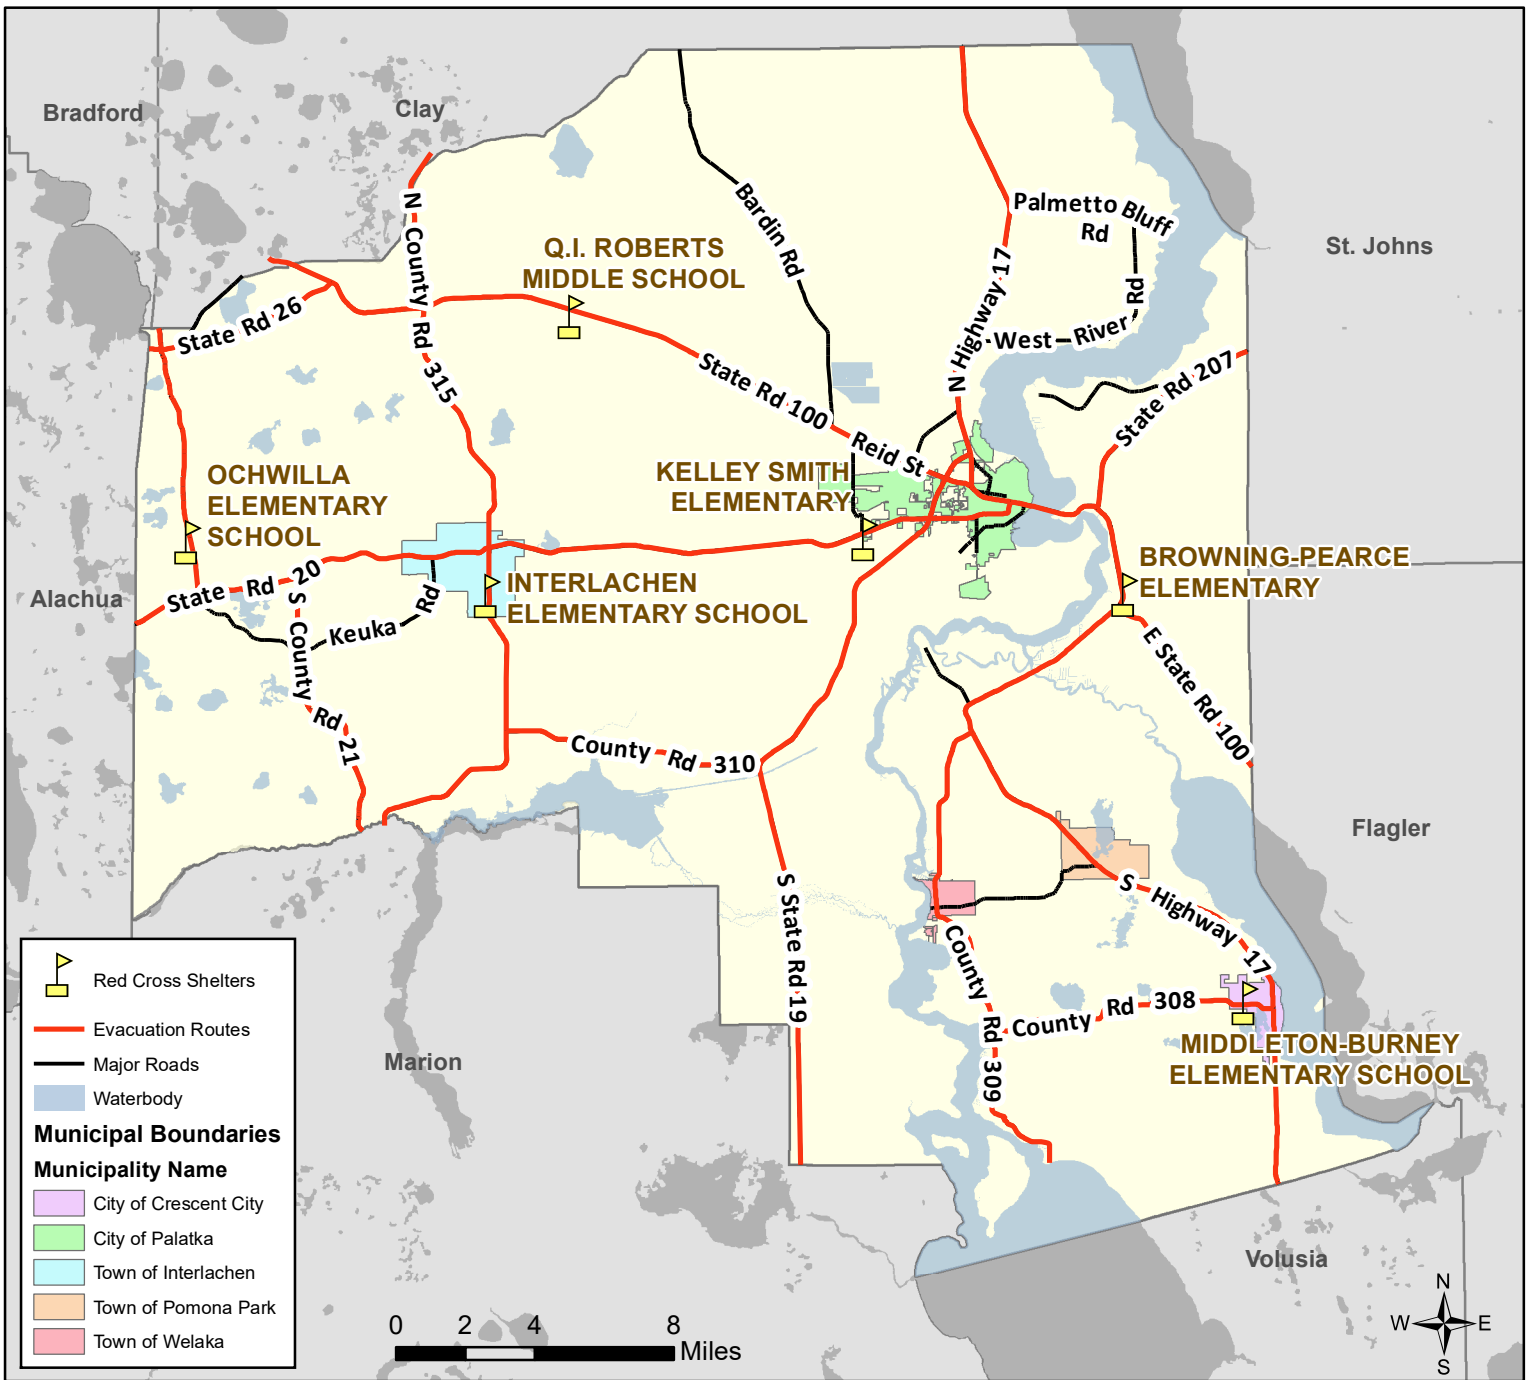 Bradford
Clay
St. Johns
Alachua
Flagler
Marion
Volusia
N County Rd 315
Bardin Rd
Palmetto Bluff
Rd
N Highway 17
West River Rd
Q.I. ROBERTS
MIDDLE SCHOOL
State Rd 26
State Rd 100
State Rd 207
Reid St
KELLEY SMITH
ELEMENTARY
OCHWILLA
ELEMENTARY
SCHOOL
State Rd 20
INTERLACHEN
ELEMENTARY SCHOOL
BROWNING-PEARCE
ELEMENTARY
Keuka Rd
S County Rd 21
E State Rd 100
County Rd 310
S State Rd 19
S Highway 17
County Rd 309
County Rd 308
MIDDLETON-BURNEY
ELEMENTARY SCHOOL
Red Cross Shelters
Evacuation Routes
Major Roads
Waterbody
Municipal Boundaries
Municipality Name
City of Crescent City
City of Palatka
Town of Interlachen
Town of Pomona Park
Town of Welaka
0 2 4 8
Miles
N
W E
S